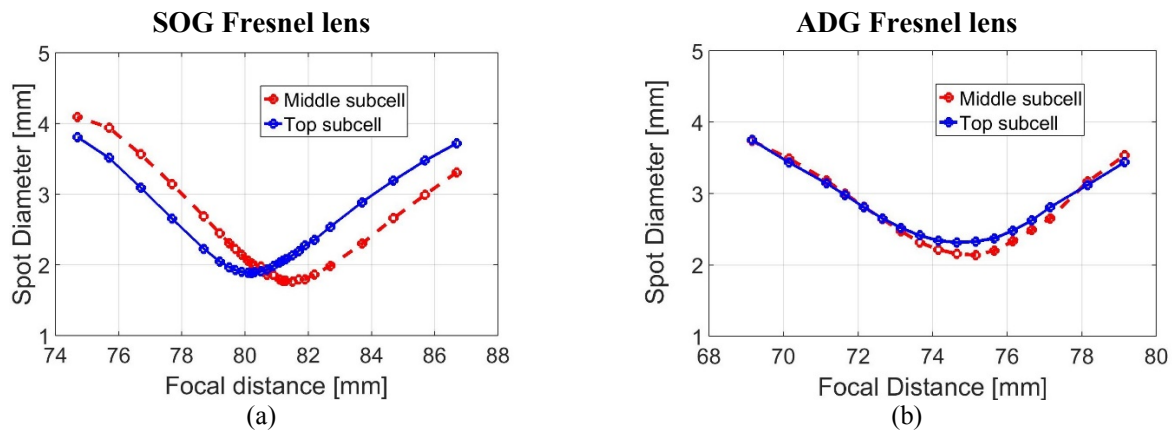 SOG Fresnel lens
5
4
3
2
1
Spot Diameter [mm]
Middle subcell
Top subcell
74 76 78 80 82 84 86 88
Focal distance [mm]
(a)
ADG Fresnel lens
5
4
3
2
1
Spot Diameter [mm]
Middle subcell
Top subcell
68 70 72 74 76 78 80
Focal Distance [mm]
(b)